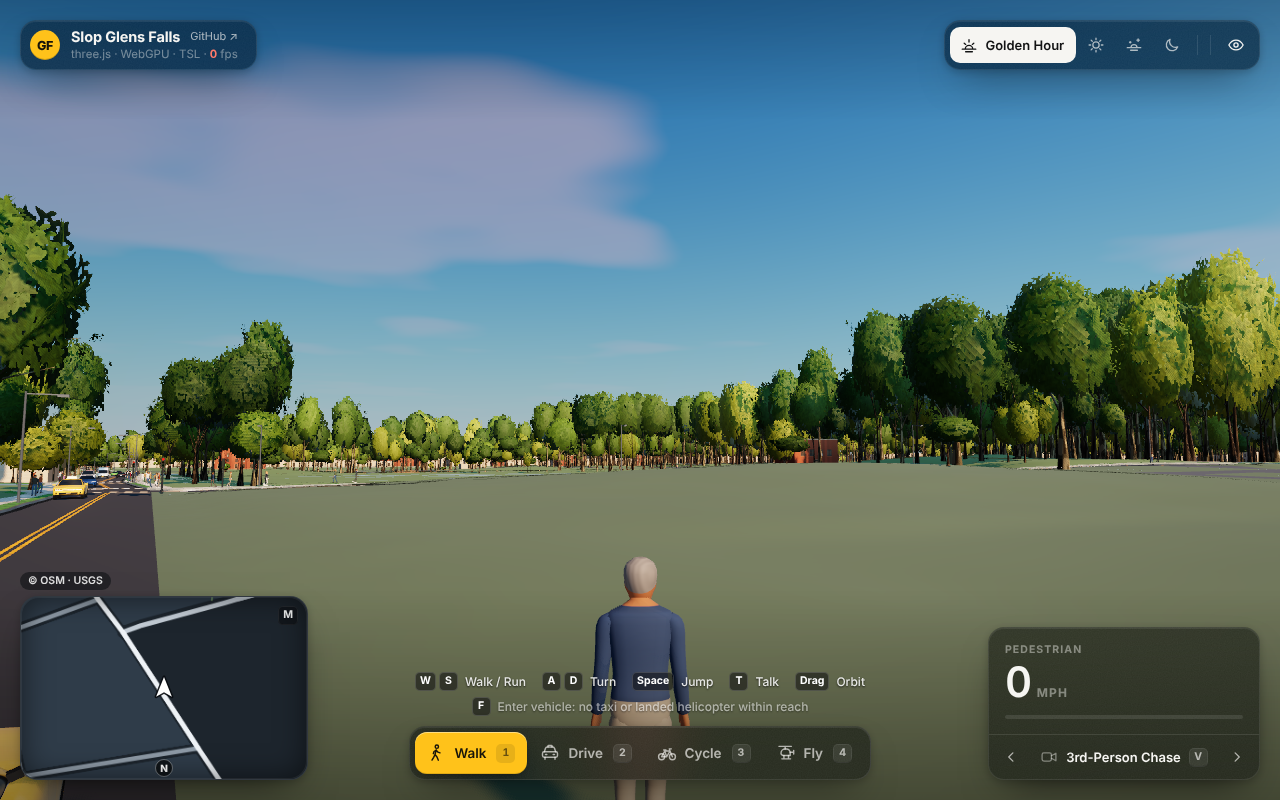 GF
Slop Glens Falls GitHub ↗
three.js · WebGPU · TSL · 0 fps
Golden Hour
© OSM · USGS
M
N
W S Walk / Run A D Turn Space Jump T Talk Drag Orbit
F Enter vehicle: no taxi or landed helicopter within reach
Walk 1 Drive 2 Cycle 3 Fly 4
PEDESTRIAN
0 MPH
3rd-Person Chase V